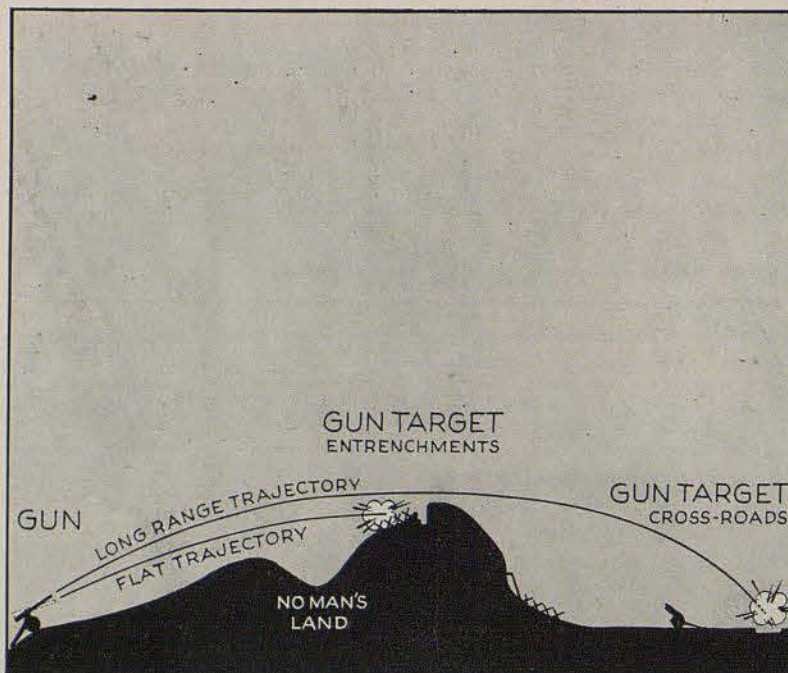 GUN TARGET
ENTRENCHMENTS
GUN
LONG RANGE TRAJECTORY
FLAT TRAJECTORY
GUN TARGET
CROSS-ROADS
NO MAN'S
LAND